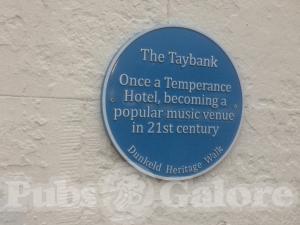 The Taybank
Once a Temperance
Hotel, becoming a
popular music venue
in 21st century
Dunkeld Heritage Walk
Pubs Galore